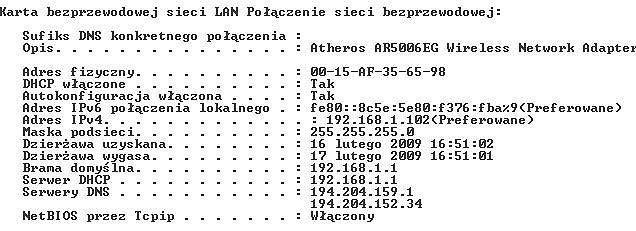 Karta bezprzewodowej sieci LAN Połączenie sieci bezprzewodowej:
Sufiks DNS konkretnego połączenia :
Opis. . . . . . . . . . . . . . . : Atheros AR5006EG Wireless Network Adapter
Adres fizyczny. . . . . . . . . . : 00-15-AF-35-65-98
DHCP włączone . . . . . . . . . . : Tak
Autokonfiguracja włączona . . . . : Tak
Adres IPv6 połączenia lokalnego . : fe80::8c5e:5e80:f376:fba%9(Preferowane)
Adres IPv4. . . . . . . . . . . . . : 192.168.1.102(Preferowane)
Maska podsieci. . . . . . . . . . : 255.255.255.0
Dzierżawa uzyskana. . . . . . . . : 16 lutego 2009 16:51:02
Dzierżawa wygasa. . . . . . . . . : 17 lutego 2009 16:51:01
Brama domyślna. . . . . . . . . . : 192.168.1.1
Serwer DHCP . . . . . . . . . . . : 192.168.1.1
Serwery DNS . . . . . . . . . . . : 194.204.159.1
194.204.152.34
NetBIOS przez Tcpip . . . . . . . : Włączony